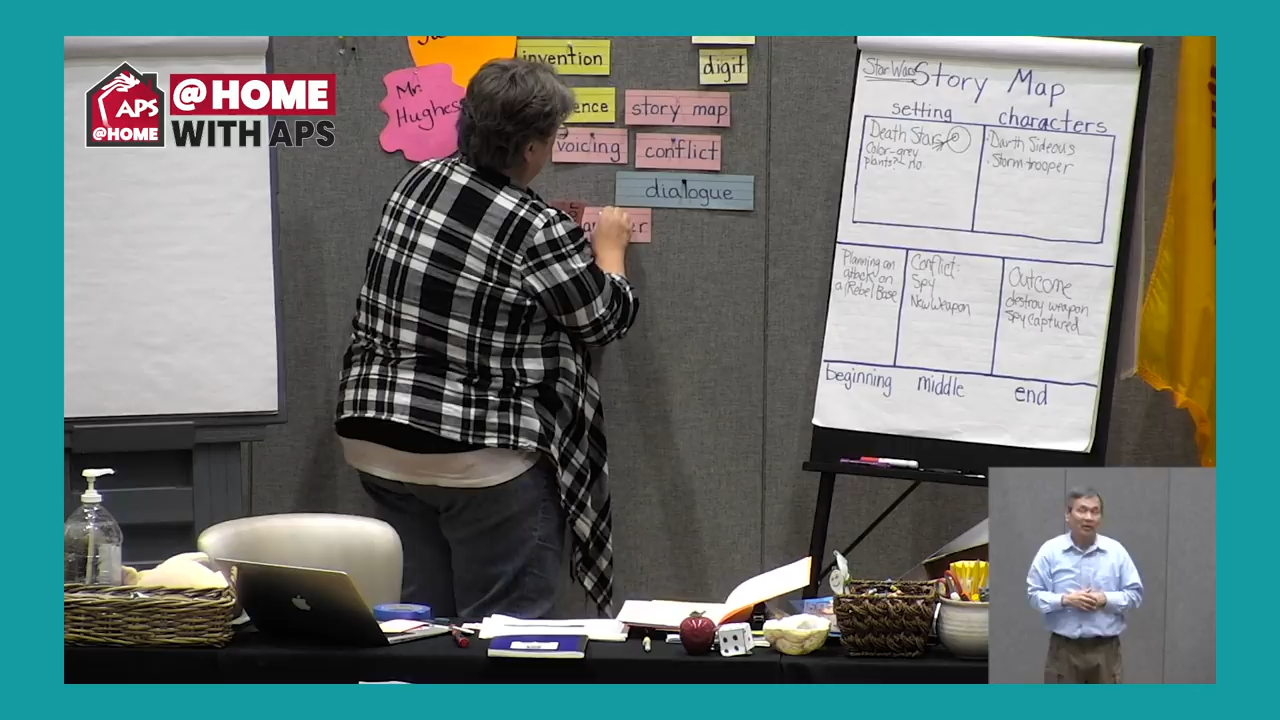 APS
@HOME
@HOME
WITH APS
Mr.
Hughes
invention
digit
story map
voicing
conflict
dialogue
Star Wars
Story Map
setting
characters
Death Star
Color-grey
plants? No
Darth Sideous
Storm trooper
Planning an
attack on
a Rebel Base
Conflict:
Spy
New Weapon
Outcome
destroy weapon
Spy Captured
beginning
middle
end